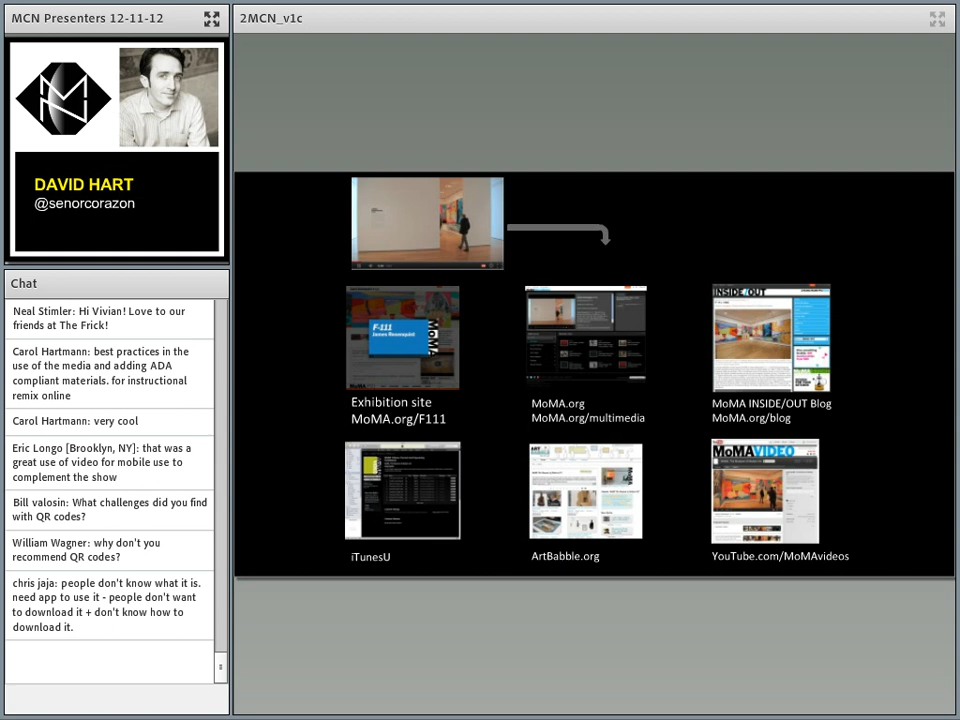 MCN Presenters 12-11-12
DAVID HART
@senorcorazon
Chat
Neal Stimler: Hi Vivian! Love to our
friends at The Frick!
Carol Hartmann: best practices in the
use of the media and adding ADA
compliant materials. for instructional
remix online
Carol Hartmann: very cool
Eric Longo [Brooklyn, NY]: that was a
great use of video for mobile use to
complement the show
Bill valosin: What challenges did you find
with QR codes?
William Wagner: why don't you
recommend QR codes?
chris jaja: people don't know what it is.
need app to use it - people don't want
to download it + don't know how to
download it.
2MCN_v1c
F-111
James Rosenquist
MoMA
Exhibition site
MoMA.org/F111
MoMA.org
MoMA.org/multimedia
INSIDE/OUT
MoMA INSIDE/OUT Blog
MoMA.org/blog
iTunesU
ArtBabble.org
MoMAVIDEO
YouTube.com/MoMAvideos